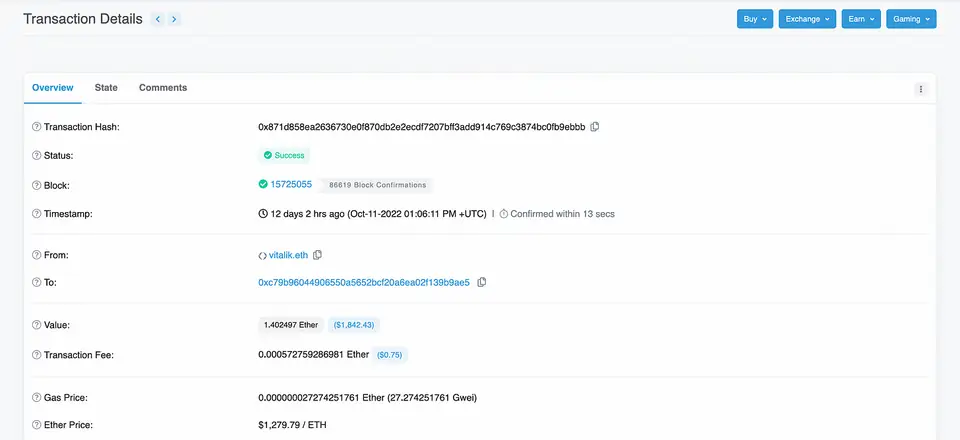 Transaction Details
Buy Exchange Earn Gaming
Overview State Comments
Transaction Hash: 0x871d858ea2636730e0f870db2e2ecdf7207bff3add914c769c3874bc0fb9ebbb
Status: Success
Block: 15725055 86619 Block Confirmations
Timestamp: 12 days 2 hrs ago (Oct-11-2022 01:06:11 PM +UTC) | Confirmed within 13 secs
From: vitalik.eth
To: 0xc79b96044906550a5652bcf20a6ea02f139b9ae5
Value: 1.402497 Ether ($1,842.43)
Transaction Fee: 0.000572759286981 Ether ($0.75)
Gas Price: 0.000000027274251761 Ether (27.274251761 Gwei)
Ether Price: $1,279.79 / ETH